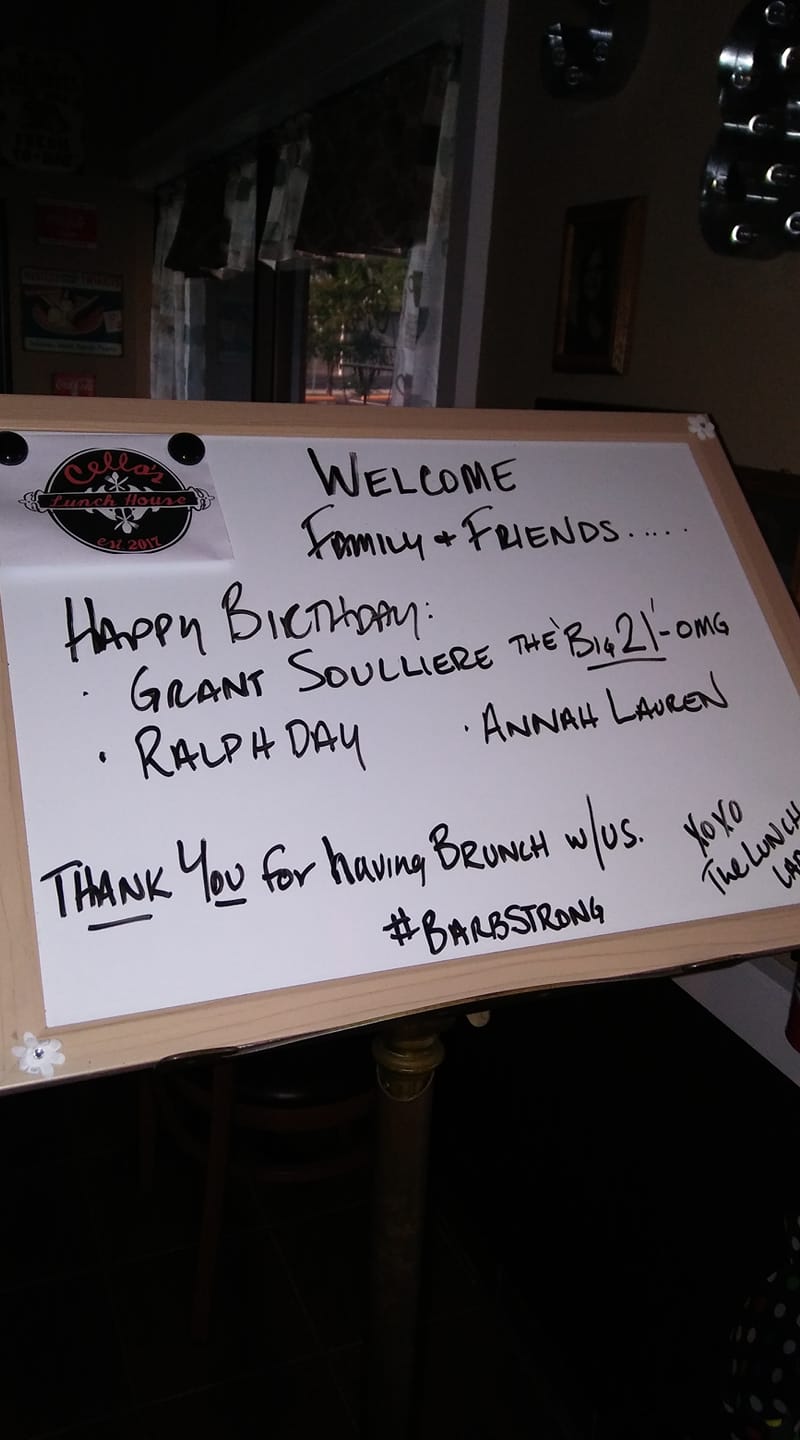 Cella's
Lunch House
est. 2017
WELCOME
FAMILY + FRIENDS.....
HAPPY BIRTHDAY:
· GRANT SOULLIERE THE 'BIG 21' - OMG
· RALPH DAY · ANNAH LAUREN
THANK YOU for having BRUNCH w/US.
XOXO
THE LUNCH
#BARBSTRONG